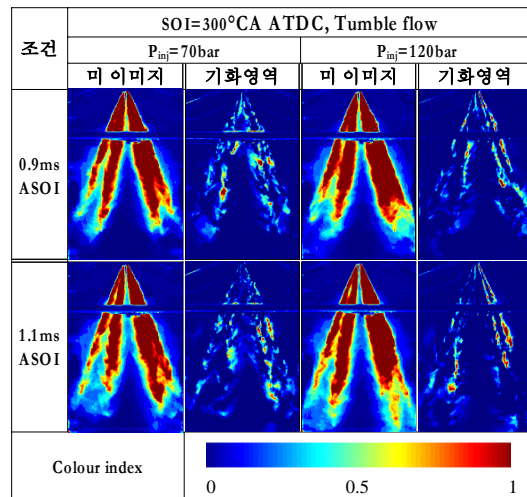 조건
SOI=300°CA ATDC, Tumble flow
P_inj=70bar
P_inj=120bar
미 이미지
기화영역
미 이미지
기화영역
0.9ms
ASOI
1.1ms
ASOI
Colour index
0
0.5
1